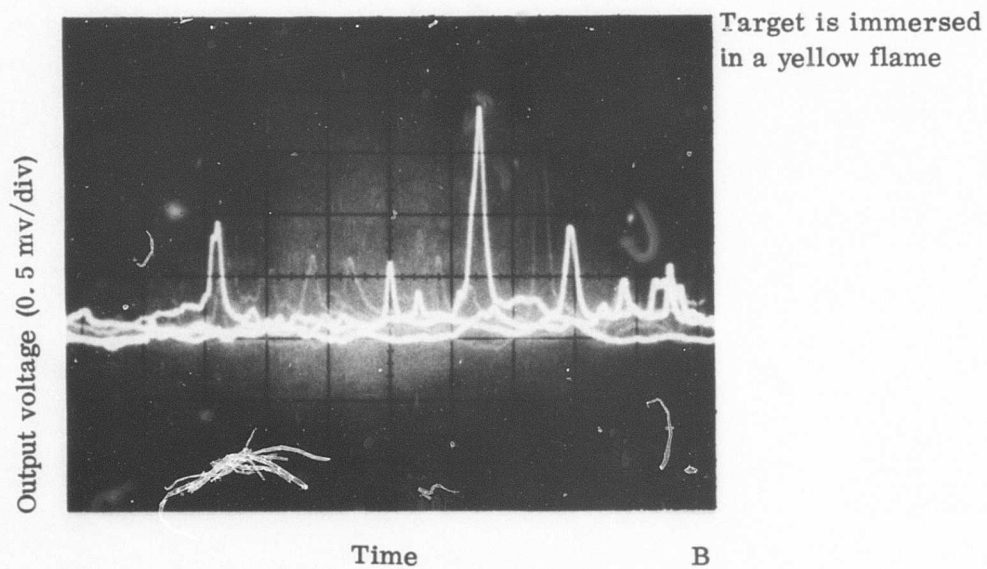 Target is immersed
in a yellow flame
Output voltage (0.5 mv/div)
Time
B